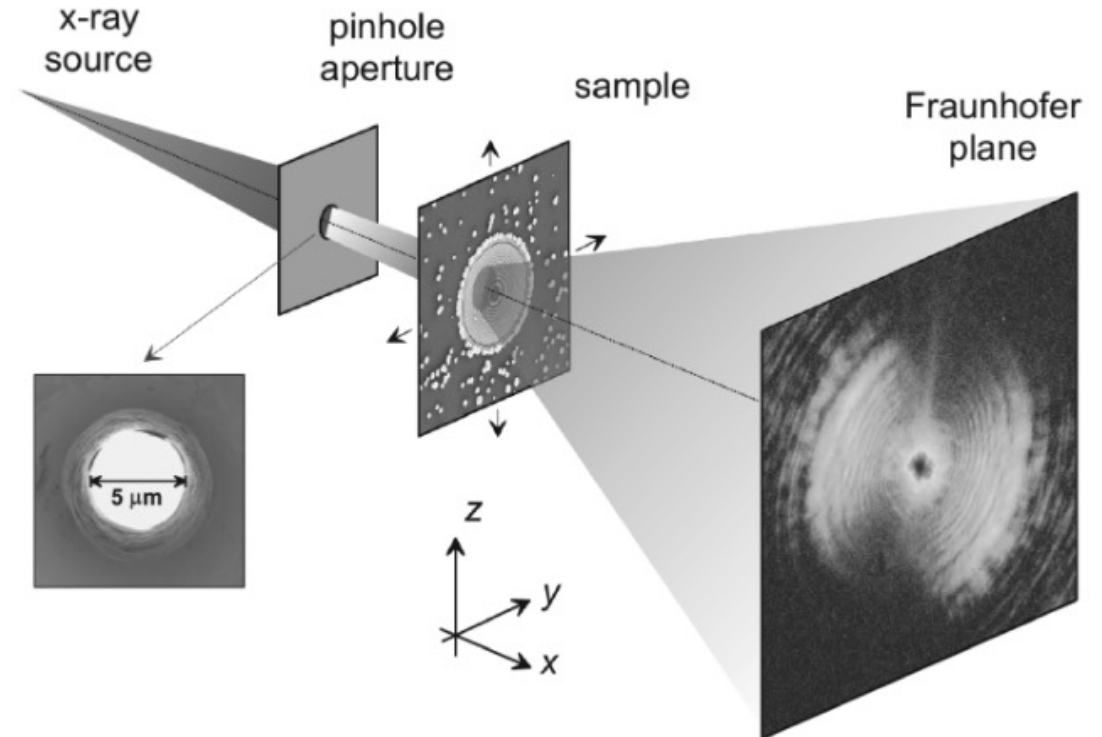 x-ray
source
pinhole
aperture
sample
Fraunhofer
plane
5 μm
z
y
x